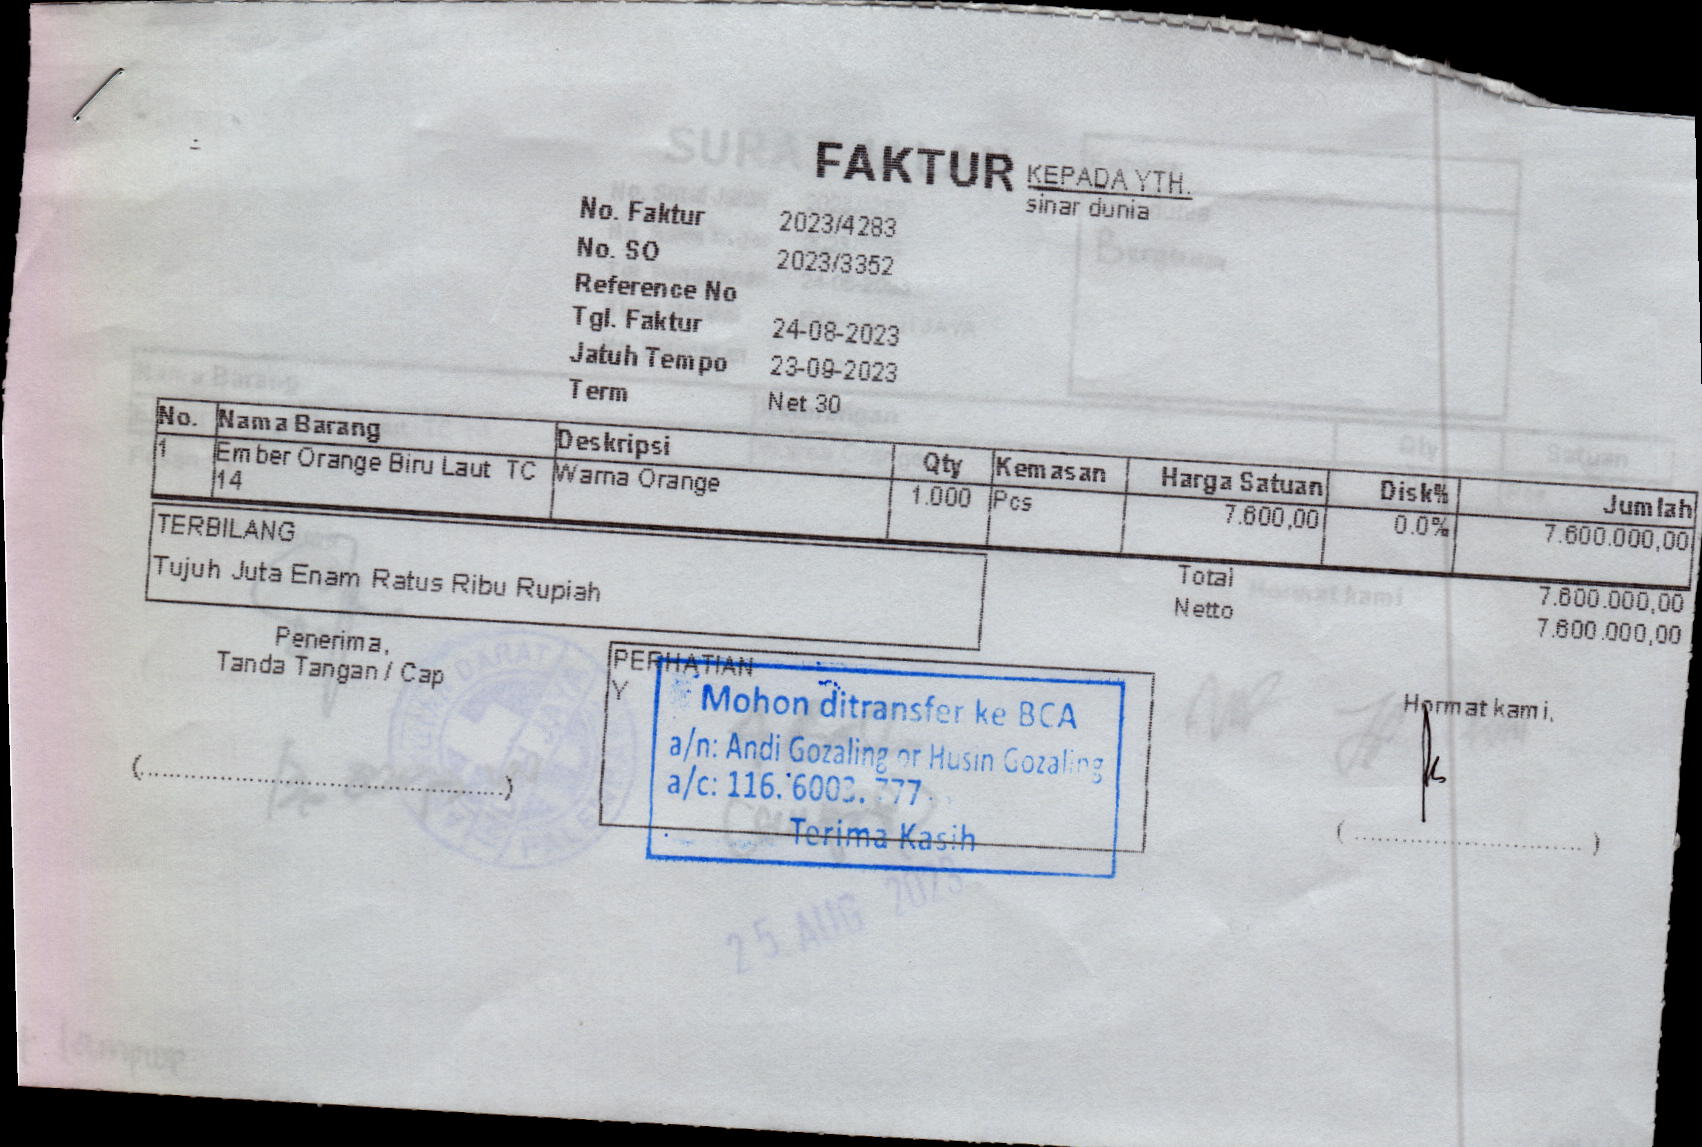 FAKTUR
KEPADA YTH.
sinar dunia
No. Faktur 2023/4283
No. SO 2023/3352
Reference No
Tgl. Faktur 24-08-2023
Jatuh Tempo 23-09-2023
Term Net 30
No. Nama Barang Deskripsi Qty Kemasan Harga Satuan Disk% Jumlah
1 Ember Orange Biru Laut TC Warna Orange 1.000 Pcs 7.600,00 0.0% 7.600.000,00
14
TERBILANG
Tujuh Juta Enam Ratus Ribu Rupiah
Total 7.600.000,00
Netto 7.600.000,00
Penerima,
Tanda Tangan / Cap
(..................................................)
PERHATIAN
Y
Mohon ditransfer ke BCA
a/n: Andi Gozaling or Husin Gozaling
a/c: 116. 6003. 777
Terima Kasih
Hormat kami,
( ................................ )
25 AUG 2023